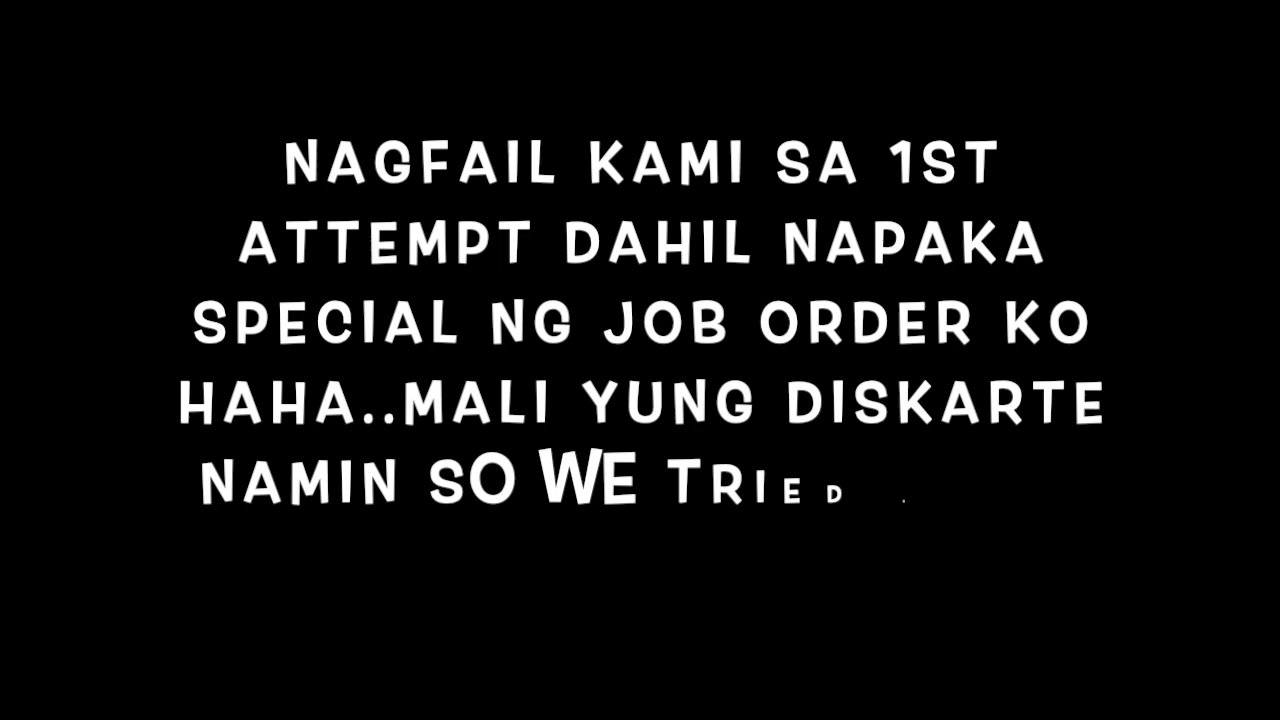 NAGFAIL KAMI SA 1ST
ATTEMPT DAHIL NAPAKA
SPECIAL NG JOB ORDER KO
HAHA..MALI YUNG DISKARTE
NAMIN SO WE TRIED